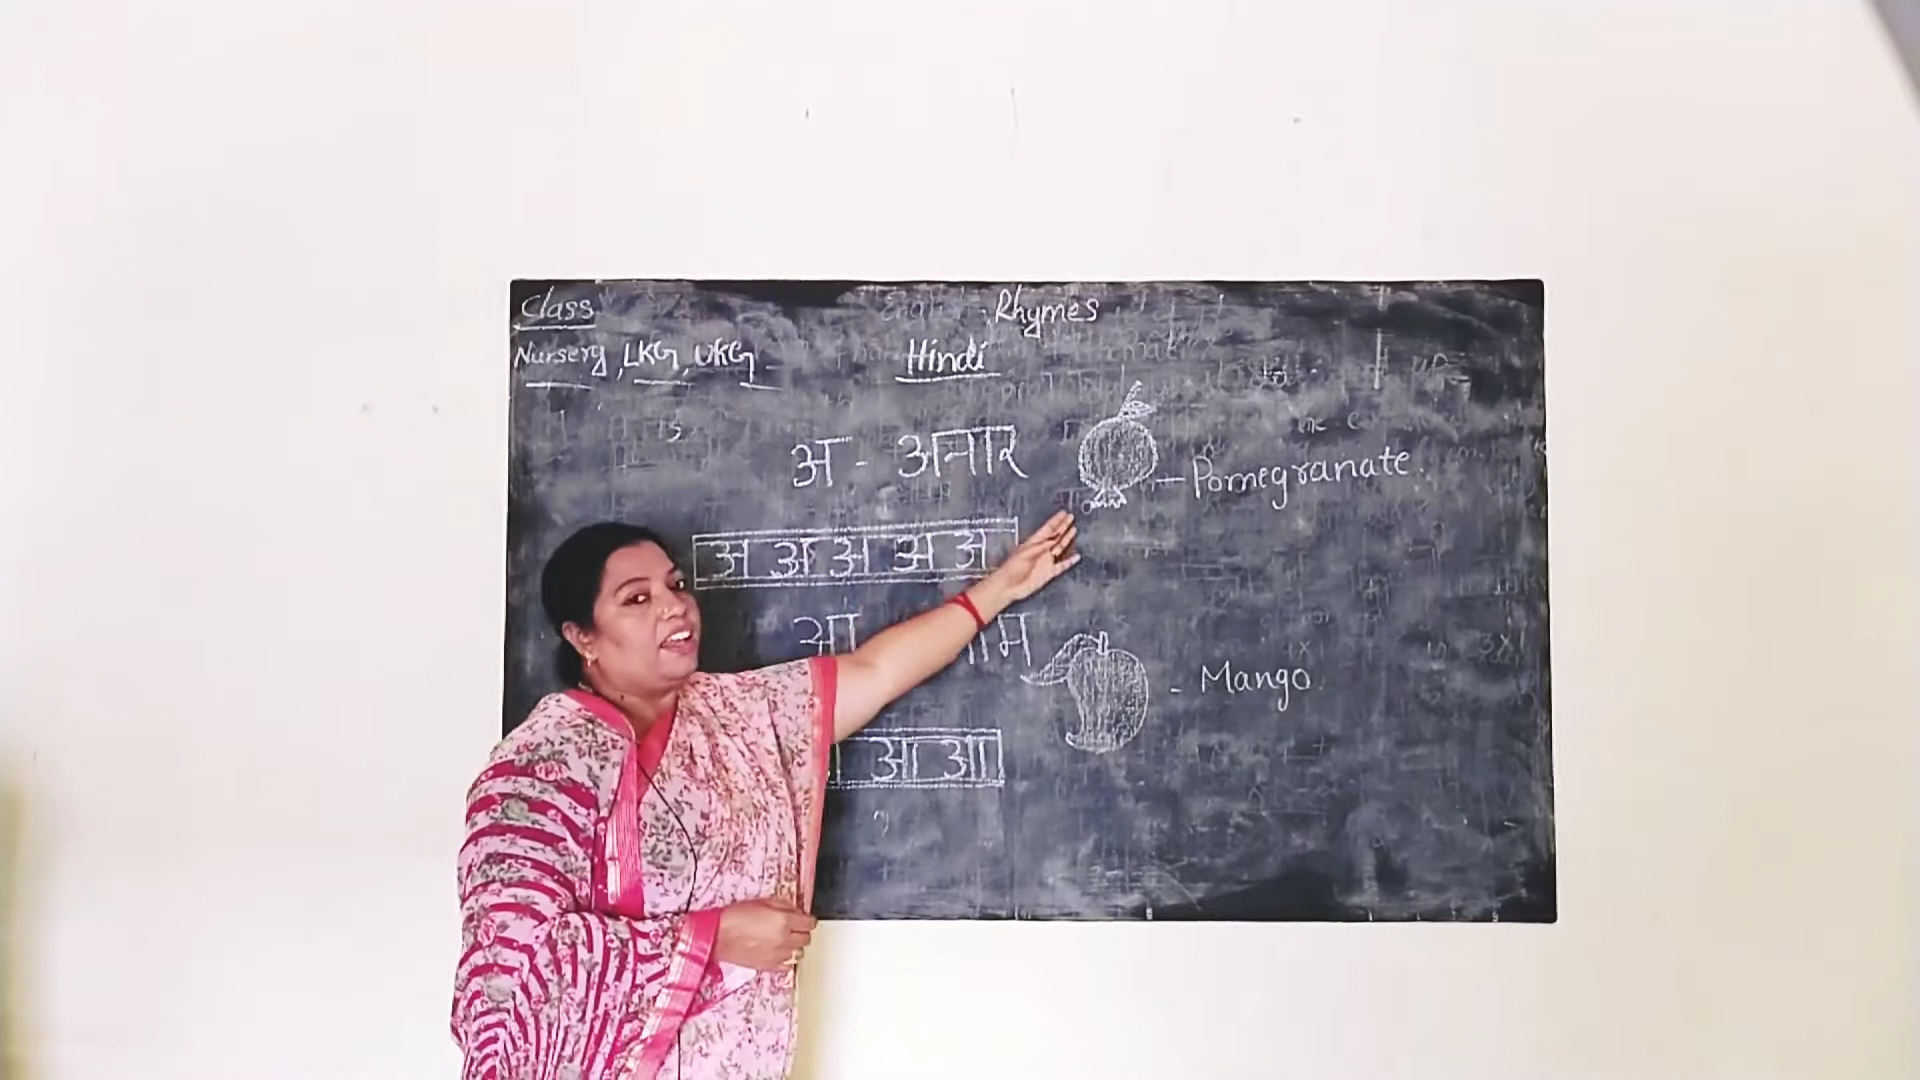 Class Rhymes
Nursery, LKG, UKG Hindi
अ - अनार - Pomegranate.
अ अ अ अ अ
आ - Mango.
आ आ